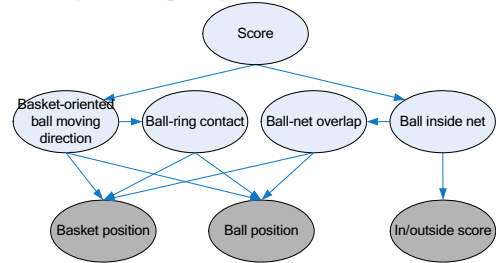 Score
Basket-oriented
ball moving
direction
Ball-ring contact
Ball-net overlap
Ball inside net
Basket position
Ball position
In/outside score